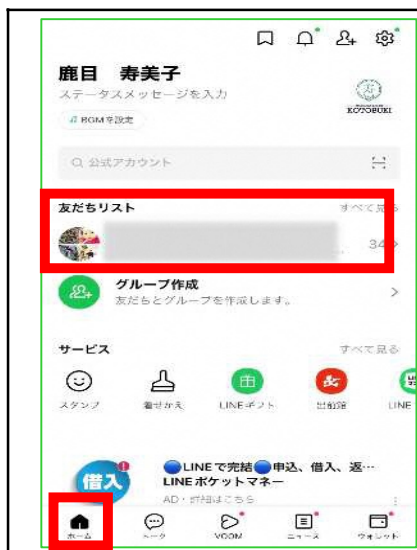 鹿目 寿美子
ステータスメッセージを入力
KOTOBUKI
♫ BGMを設定
公式アカウント
友だちリスト すべて見る
34 >
グループ作成
友だちとグループを作成します。
サービス すべて見る
スタンプ 着せかえ LINEギフト 出前館 LINE
借入
🔵LINEで完結🔵申込、借入、返…
LINEポケットマネー
AD・詳細はこちら
ホーム トーク VOOM ニュース ウォレット